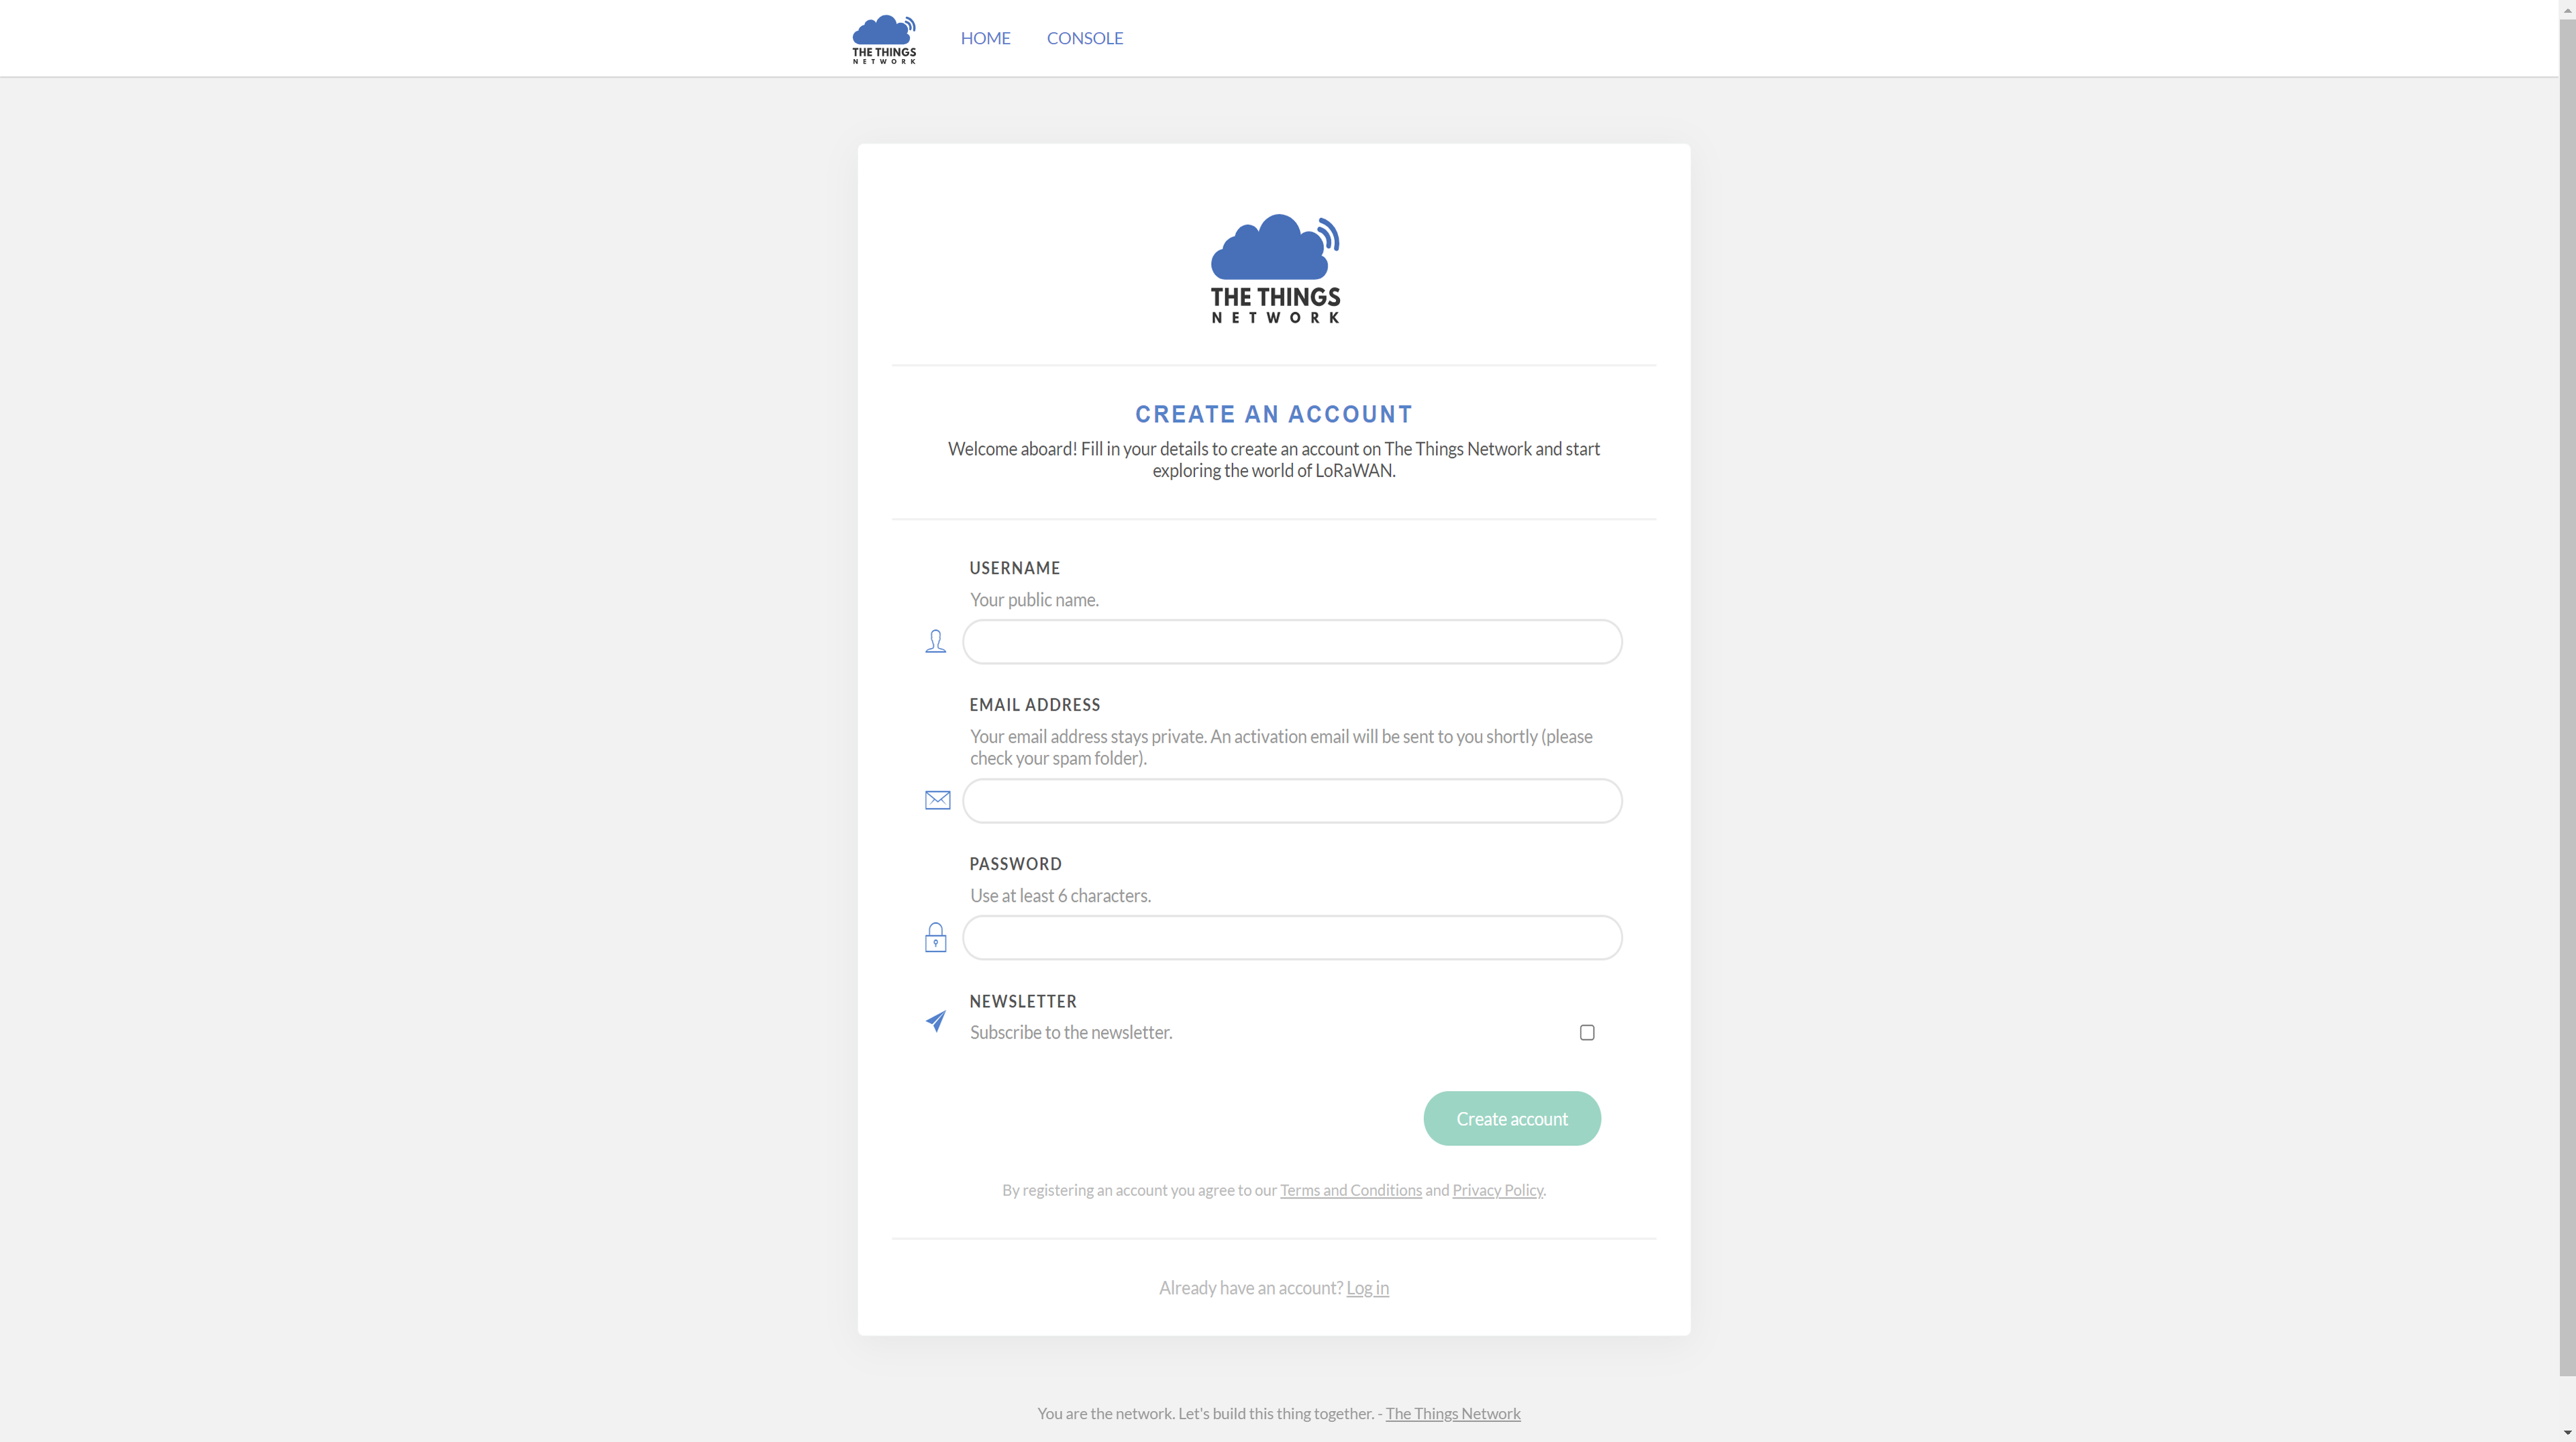 THE THINGS
NETWORK
HOME
CONSOLE
THE THINGS
NETWORK
CREATE AN ACCOUNT
Welcome aboard! Fill in your details to create an account on The Things Network and start
exploring the world of LoRaWAN.
USERNAME
Your public name.
EMAIL ADDRESS
Your email address stays private. An activation email will be sent to you shortly (please
check your spam folder).
PASSWORD
Use at least 6 characters.
NEWSLETTER
Subscribe to the newsletter.
Create account
By registering an account you agree to our Terms and Conditions and Privacy Policy.
Already have an account? Log in
You are the network. Let's build this thing together. - The Things Network